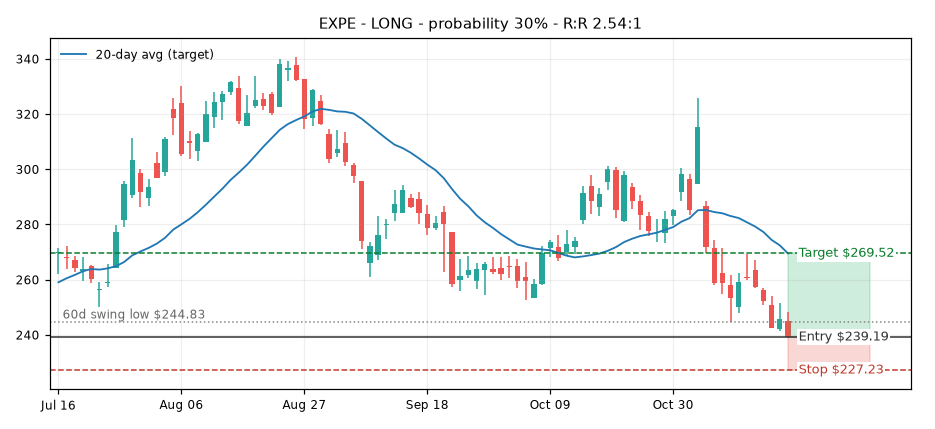 EXPE - LONG - probability 30% - R:R 2.54:1
20-day avg (target)
340
320
300
280
260
240
Target $269.52
60d swing low $244.83
Entry $239.19
Stop $227.23
Jul 16
Aug 06
Aug 27
Sep 18
Oct 09
Oct 30